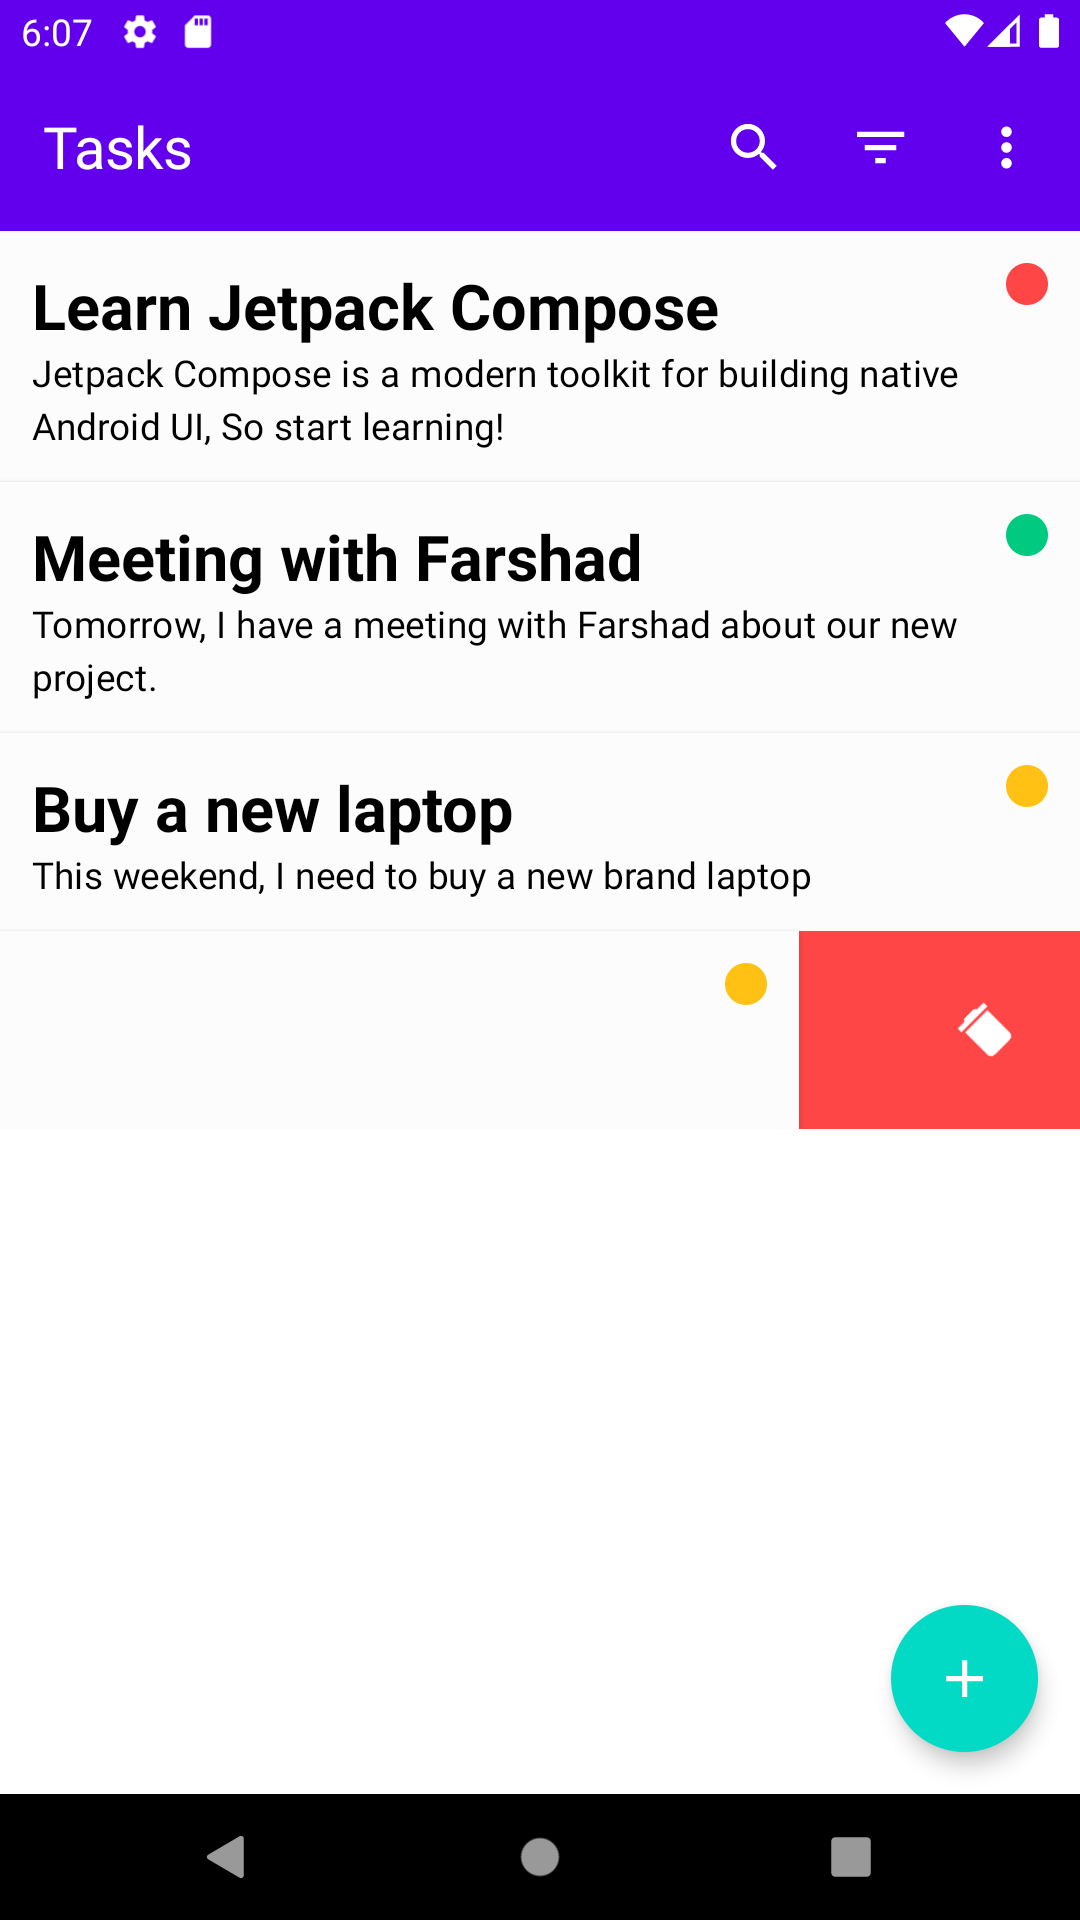 6:07
Tasks
Learn Jetpack Compose
Jetpack Compose is a modern toolkit for building native
Android UI, So start learning!
Meeting with Farshad
Tomorrow, I have a meeting with Farshad about our new
project.
Buy a new laptop
This weekend, I need to buy a new brand laptop